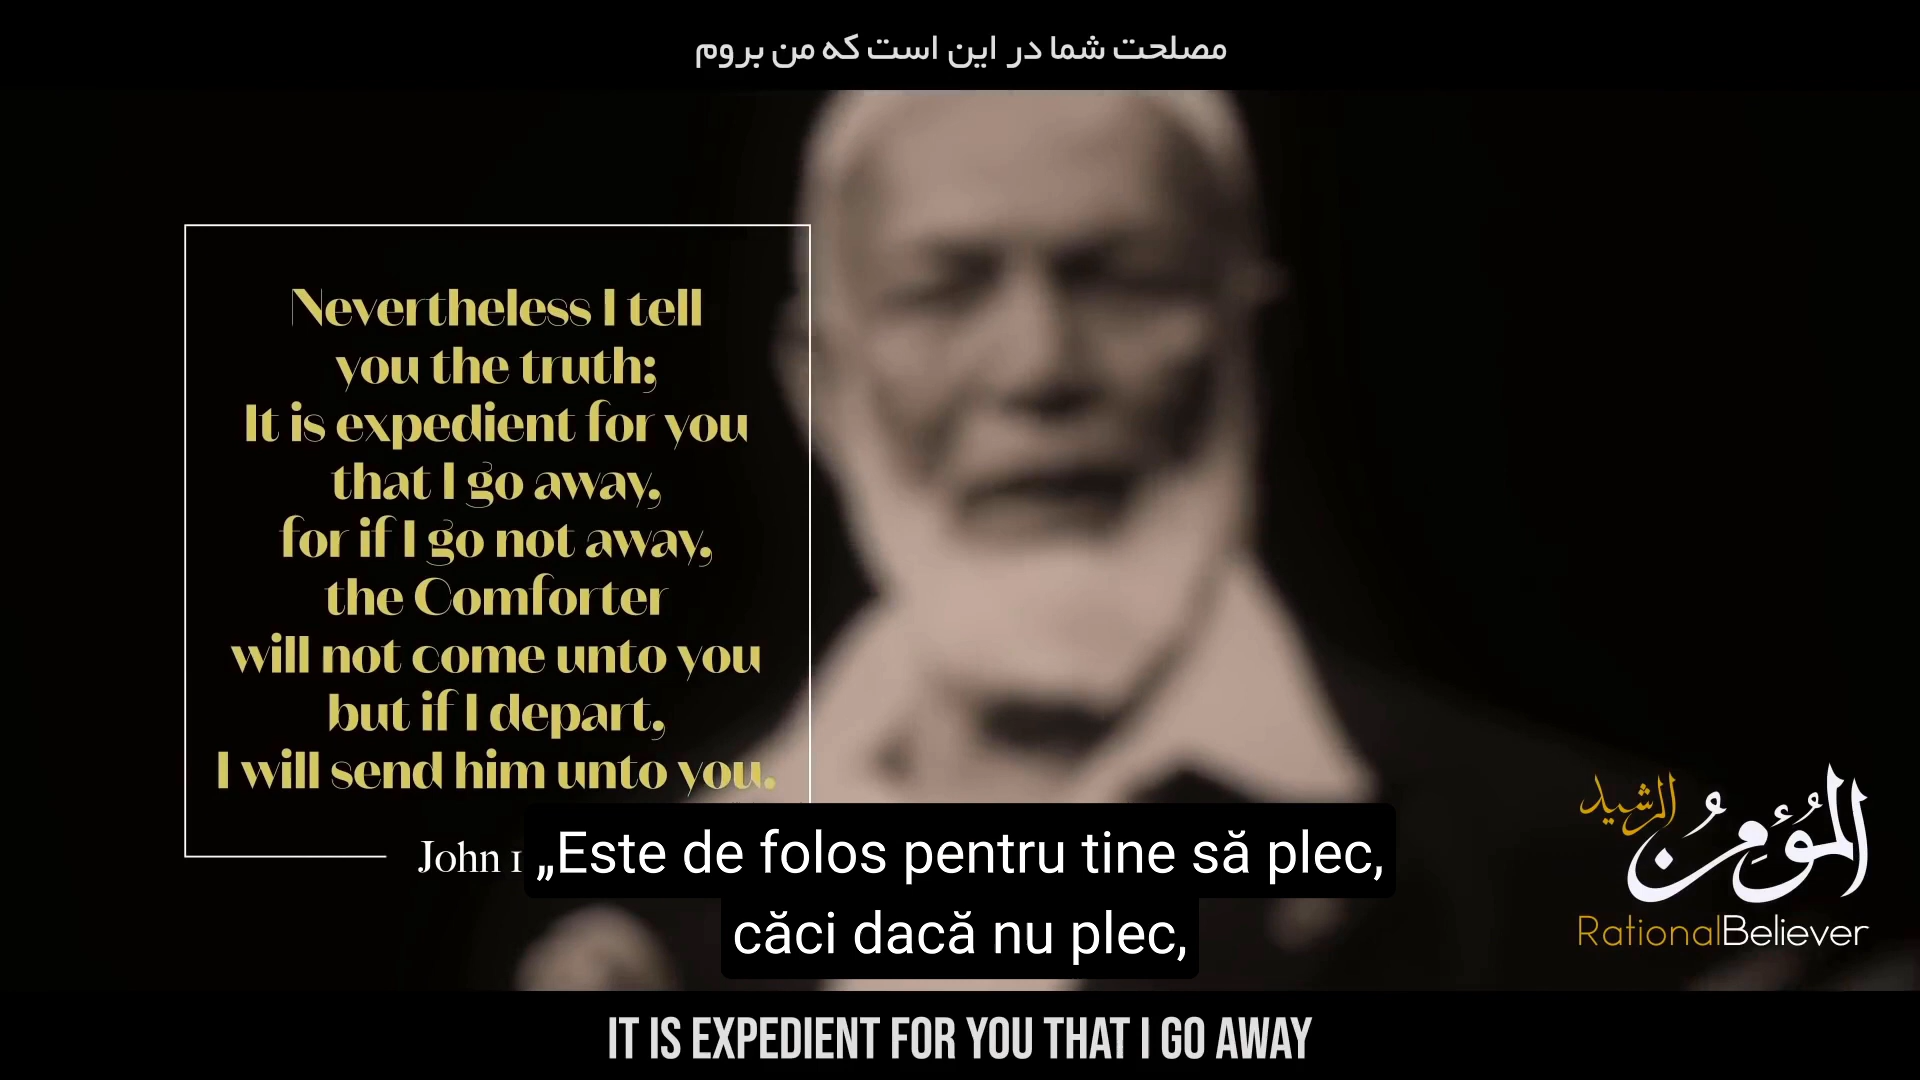 مصلحت شما در این است که من بروم
Nevertheless I tell
you the truth;
It is expedient for you
that I go away,
for if I go not away,
the Comforter
will not come unto you
but if I depart,
I will send him unto you.
John
„Este de folos pentru tine să plec,
căci dacă nu plec,
المؤمن الرشيد
RationalBeliever
IT IS EXPEDIENT FOR YOU THAT I GO AWAY